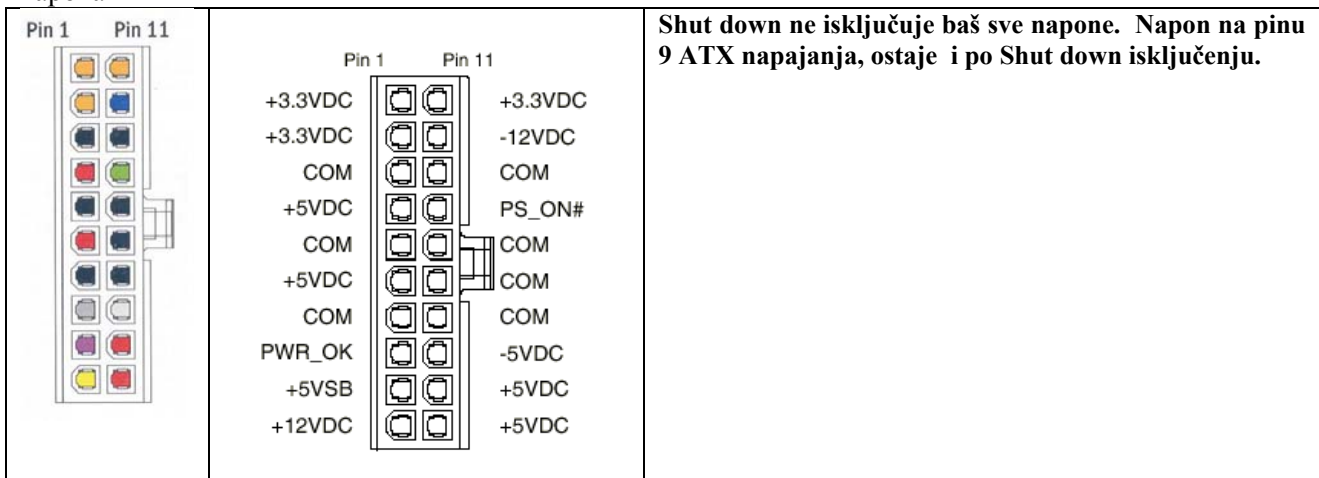 Pin 1 Pin 11
Pin 1 Pin 11
+3.3VDC +3.3VDC
+3.3VDC -12VDC
COM COM
+5VDC PS_ON#
COM COM
+5VDC COM
COM COM
PWR_OK -5VDC
+5VSB +5VDC
+12VDC +5VDC
Shut down ne isključuje baš sve napone. Napon na pinu
9 ATX napajanja, ostaje i po Shut down isključenju.